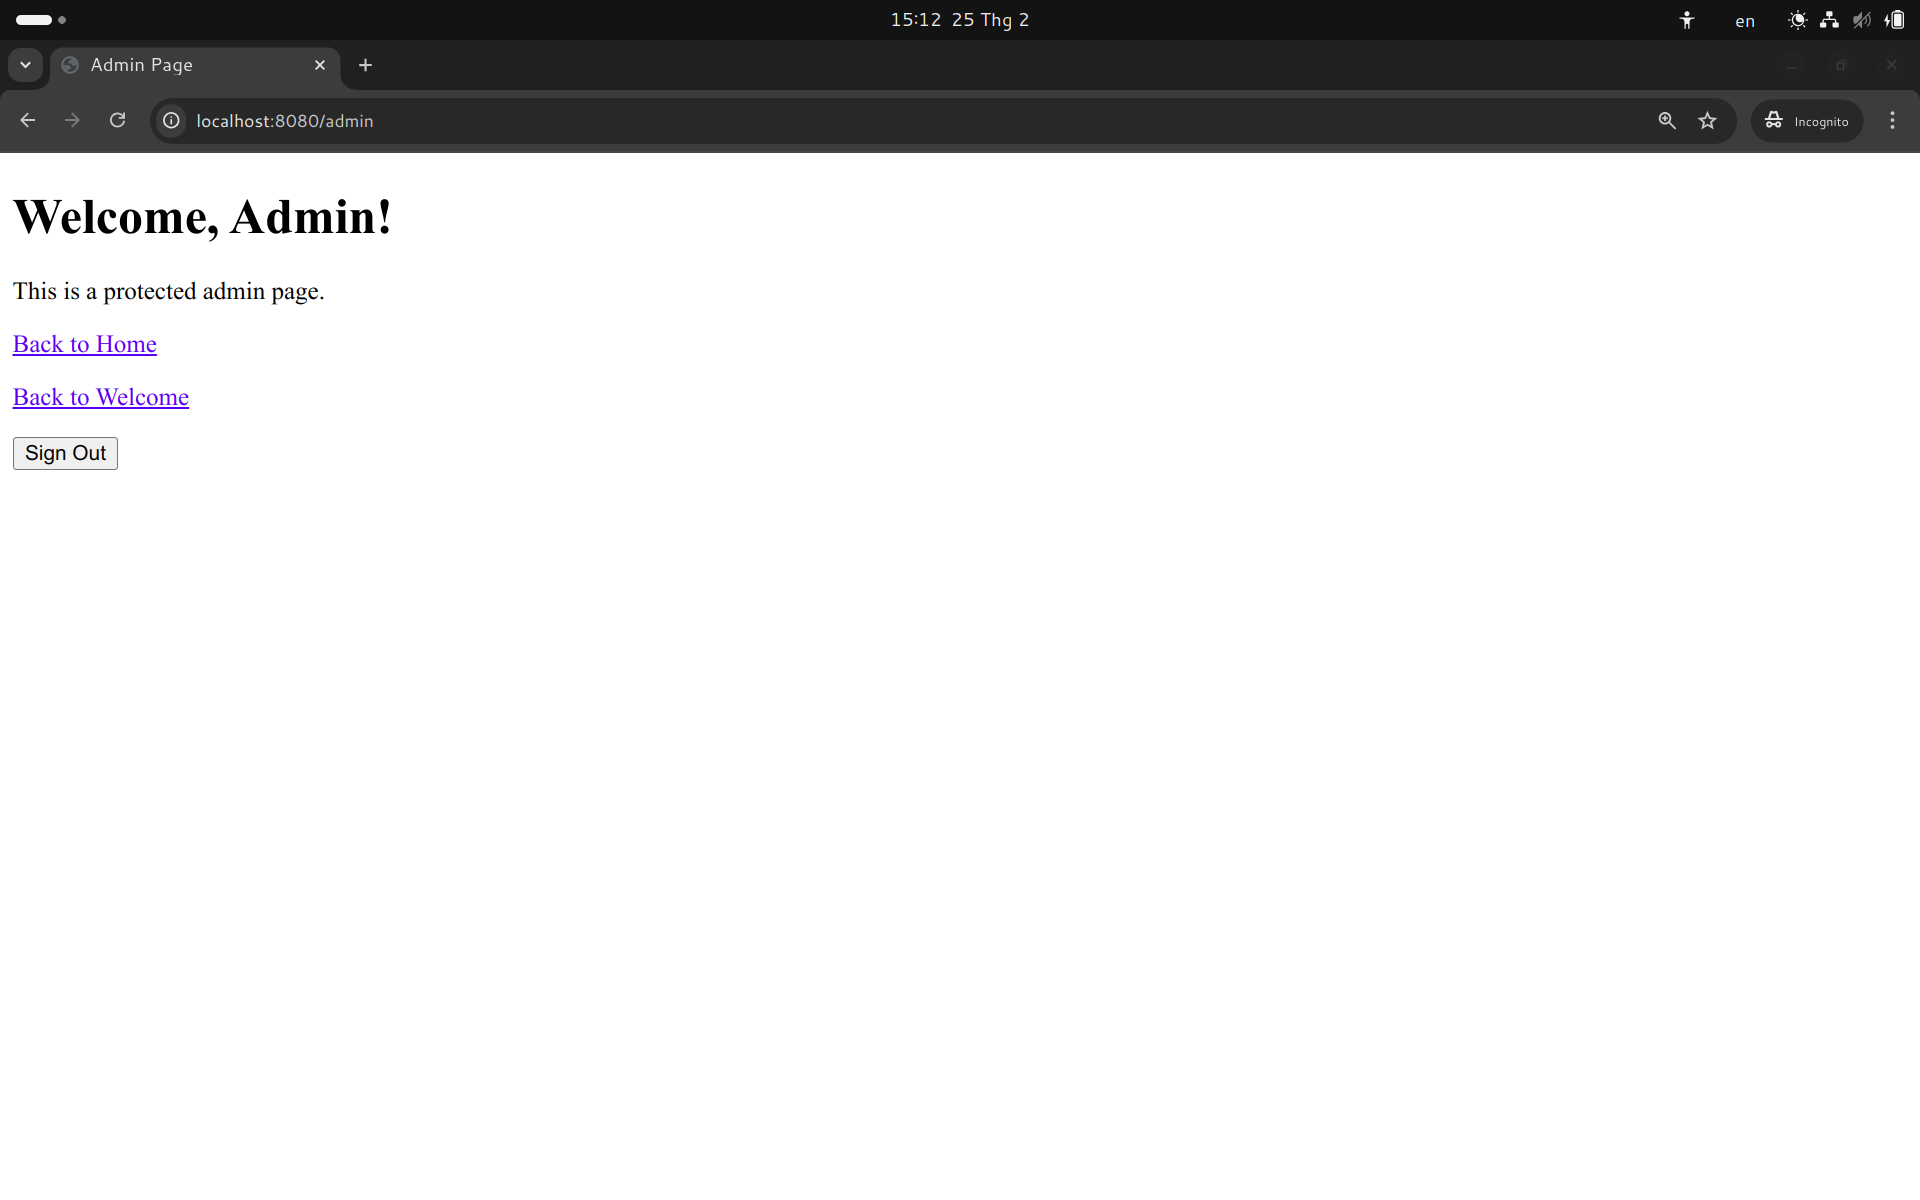 15:12 25 Thg 2
en
Admin Page
localhost:8080/admin
Incognito
Welcome, Admin!
This is a protected admin page.
Back to Home
Back to Welcome
Sign Out